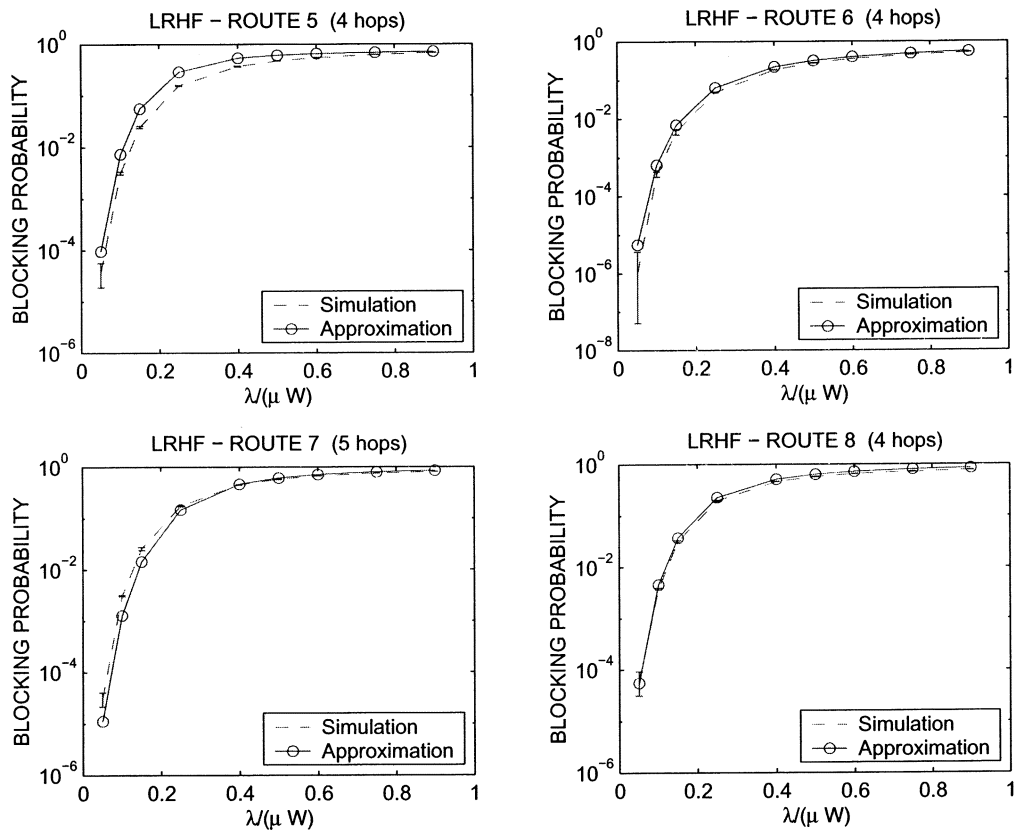 LRHF − ROUTE 5 (4 hops)
BLOCKING PROBABILITY
10^0
10^−2
10^−4
10^−6
0 0.2 0.4 0.6 0.8 1
λ/(μ W)
Simulation
Approximation
LRHF − ROUTE 6 (4 hops)
BLOCKING PROBABILITY
10^0
10^−2
10^−4
10^−6
10^−8
0 0.2 0.4 0.6 0.8 1
λ/(μ W)
Simulation
Approximation
LRHF − ROUTE 7 (5 hops)
BLOCKING PROBABILITY
10^0
10^−2
10^−4
10^−6
0 0.2 0.4 0.6 0.8 1
λ/(μ W)
Simulation
Approximation
LRHF − ROUTE 8 (4 hops)
BLOCKING PROBABILITY
10^0
10^−2
10^−4
10^−6
0 0.2 0.4 0.6 0.8 1
λ/(μ W)
Simulation
Approximation